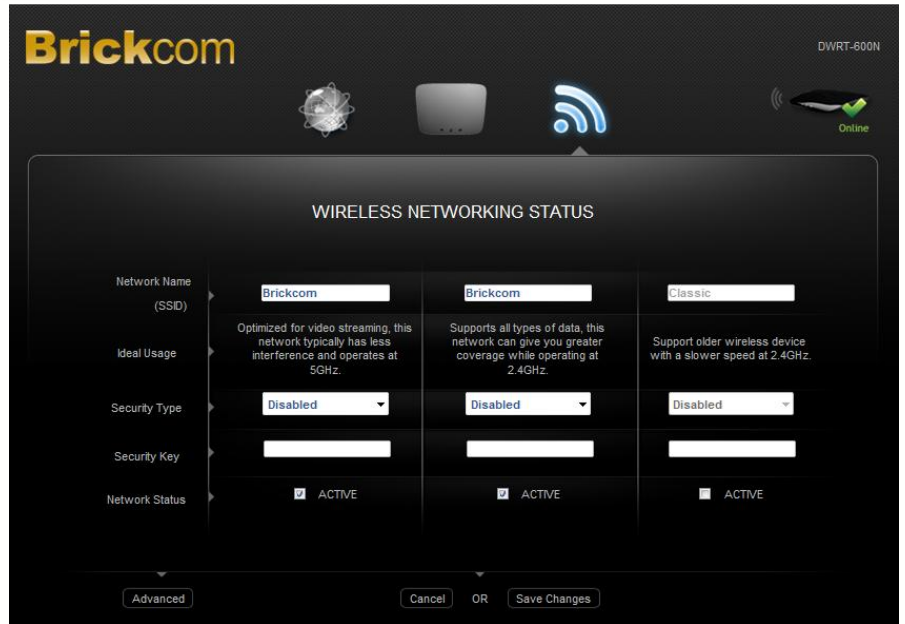 Brickcom
DWRT-600N
Online
WIRELESS NETWORKING STATUS
Network Name
(SSID)
Brickcom
Brickcom
Classic
Ideal Usage
Optimized for video streaming, this
network typically has less
interference and operates at
5GHz.
Supports all types of data, this
network can give you greater
coverage while operating at
2.4GHz.
Support older wireless device
with a slower speed at 2.4GHz.
Security Type
Disabled
Disabled
Disabled
Security Key
Network Status
ACTIVE
ACTIVE
ACTIVE
Advanced
Cancel
OR
Save Changes